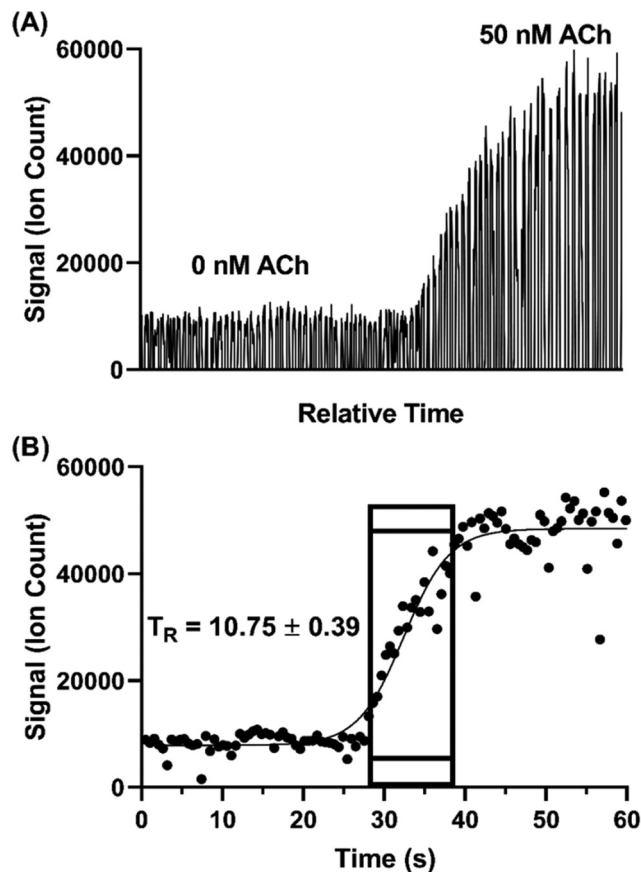 (A)
60000
50 nM ACh
40000
Signal (Ion Count)
0 nM ACh
20000
0
Relative Time
(B)
60000
40000
Signal (Ion Count)
T_R = 10.75 ± 0.39
20000
0
0 10 20 30 40 50 60
Time (s)